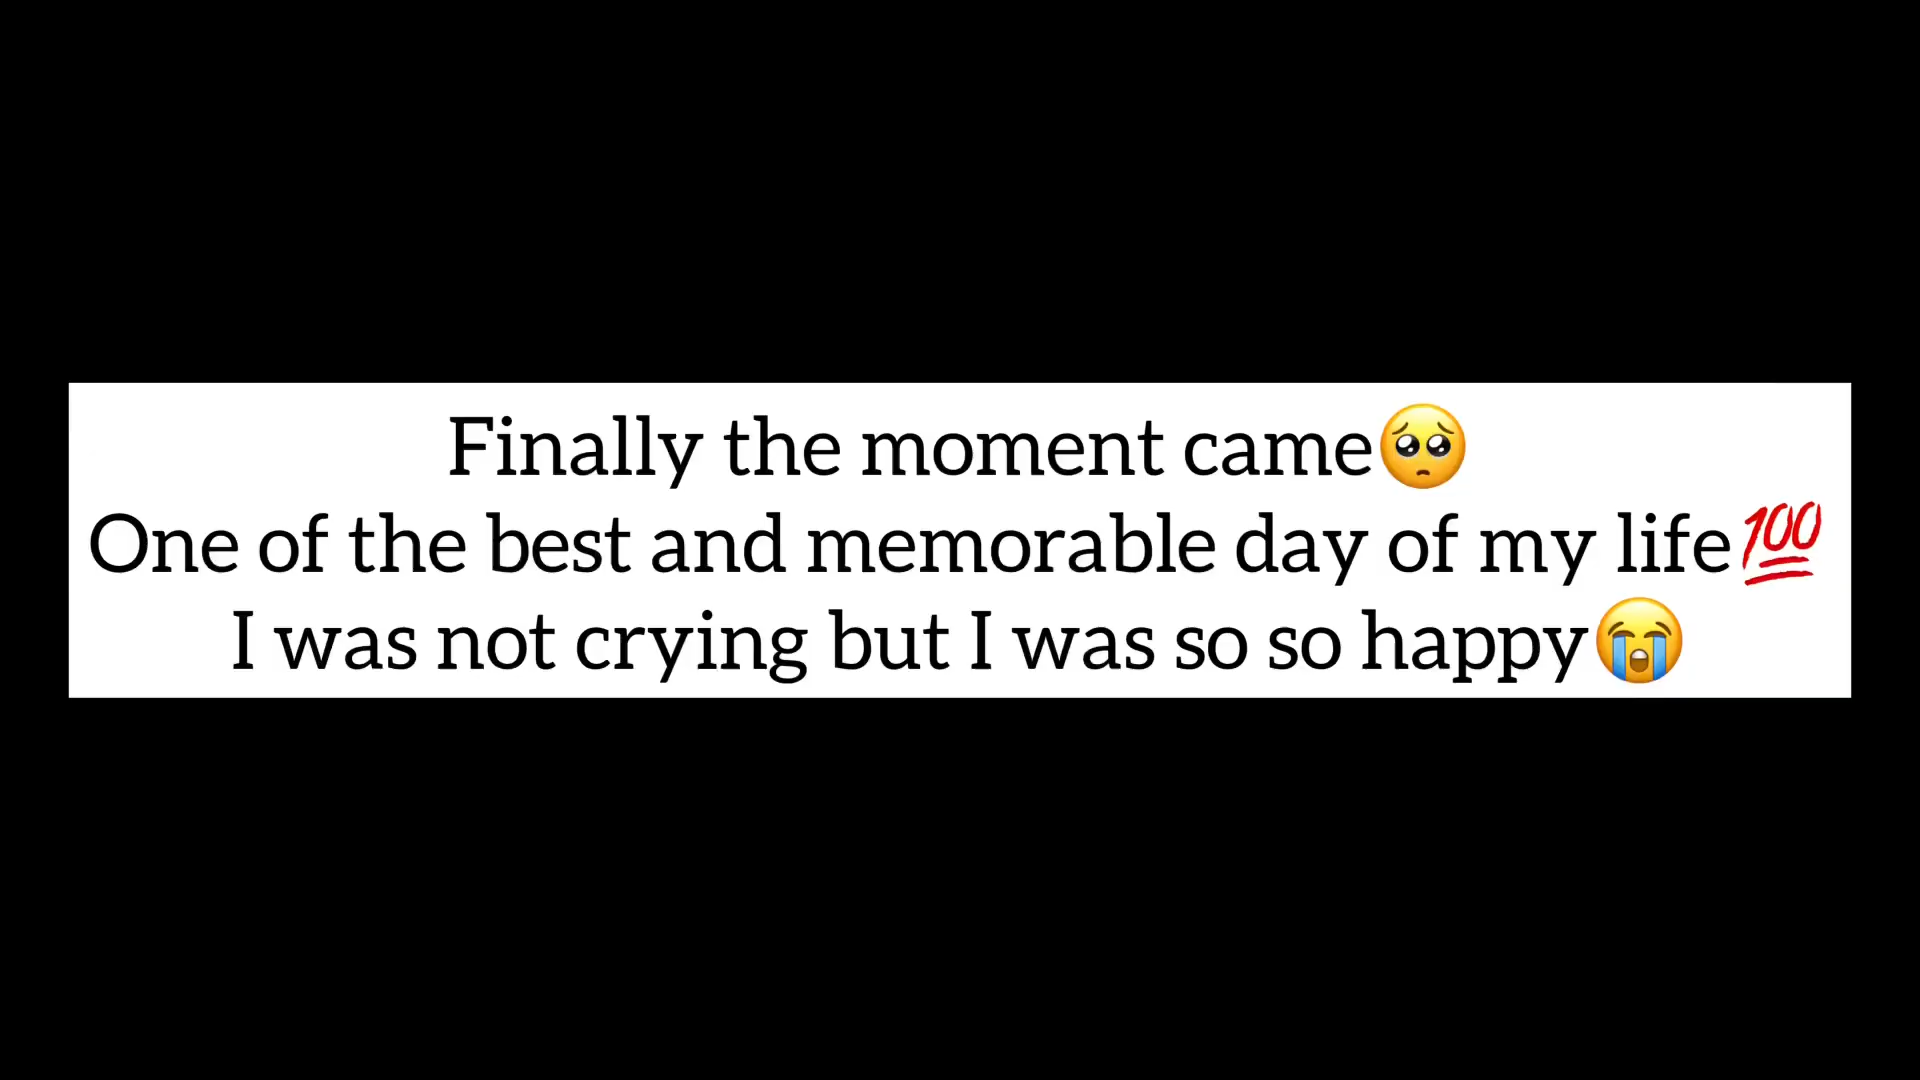 Finally the moment came🥺
One of the best and memorable day of my life💯
I was not crying but I was so so happy😭